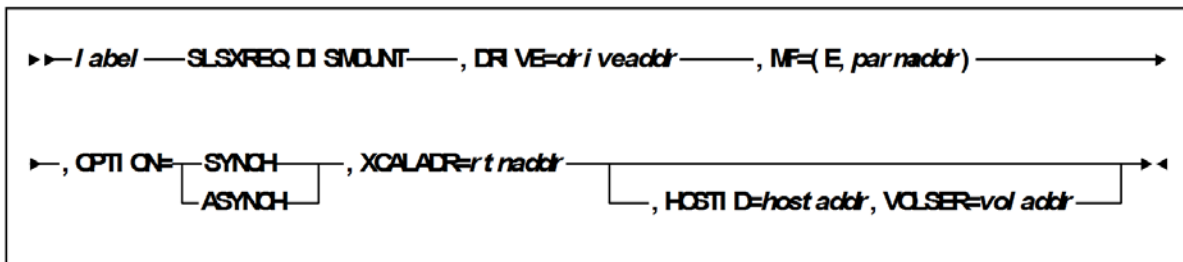 label SLSXREQ DISMOUNT , DRIVE=driveaddr , MF=(E, parmaddr)
, OPTION= SYNCH , XCALADR=rtnaddr
ASYNCH , HOSTID=hostaddr, VOLSER=voladdr